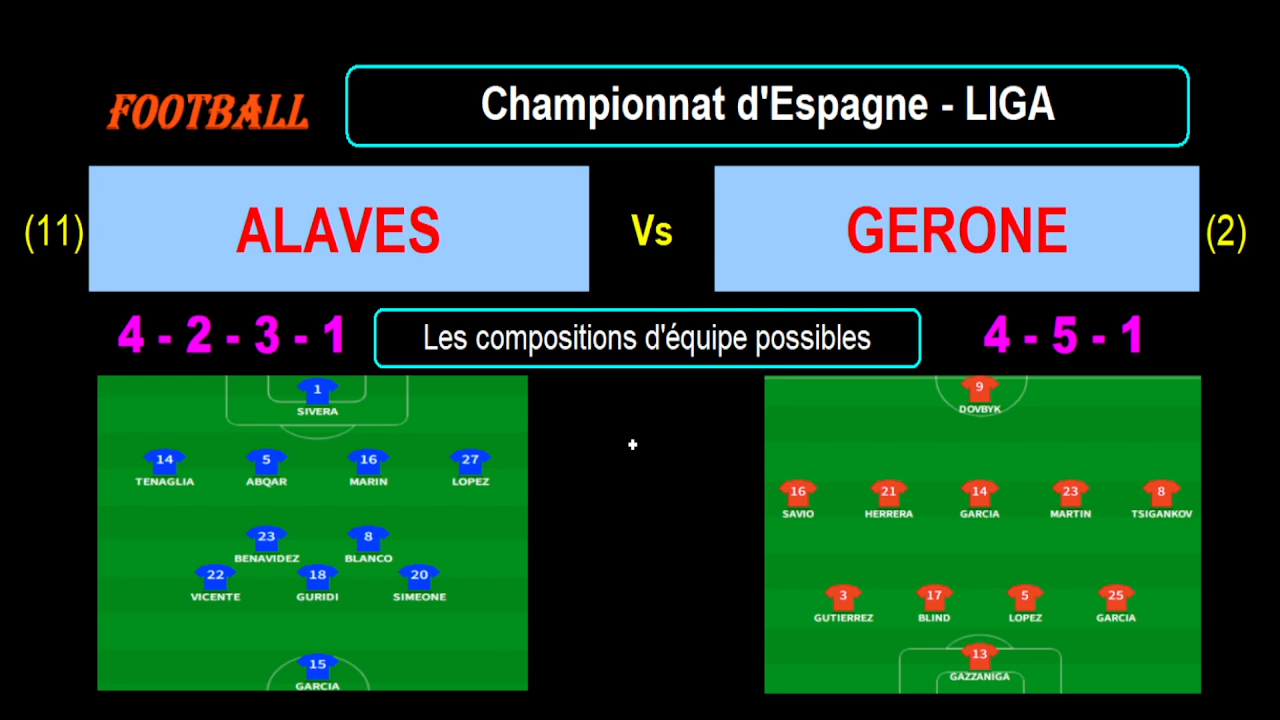 FOOTBALL
Championnat d'Espagne - LIGA
(11) ALAVES Vs GERONE (2)
4 - 2 - 3 - 1
Les compositions d'équipe possibles
4 - 5 - 1
1
SIVERA
14 5 16 27
TENAGLIA ABQAR MARIN LOPEZ
23 8
BENAVIDEZ BLANCO
22 18 20
VICENTE GURIDI SIMEONE
15
GARCIA
9
DOVBYK
16 21 14 23 8
SAVIO HERRERA GARCIA MARTIN TSIGANKOV
3 17 5 25
GUTIERREZ BLIND LOPEZ GARCIA
13
GAZZANIGA